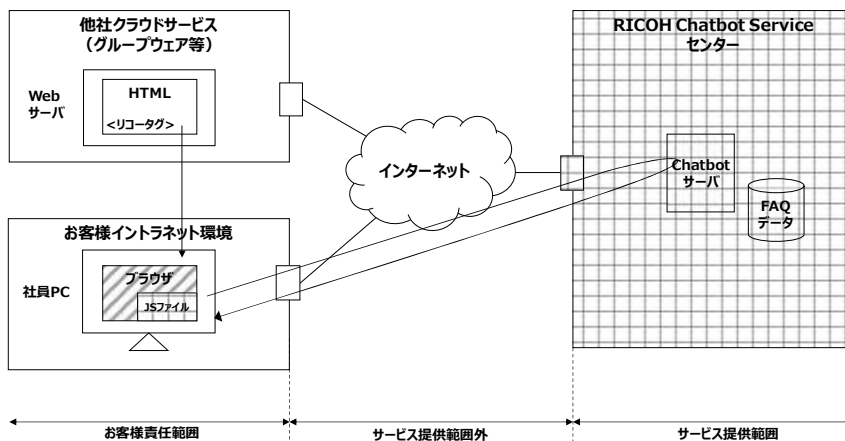 他社クラウドサービス
（グループウェア等）
Web
サーバ
HTML
<リコータグ>
インターネット
RICOH Chatbot Service
センター
Chatbot
サーバ
FAQ
データ
お客様イントラネット環境
社員PC
ブラウザ
JSファイル
お客様責任範囲
サービス提供範囲外
サービス提供範囲